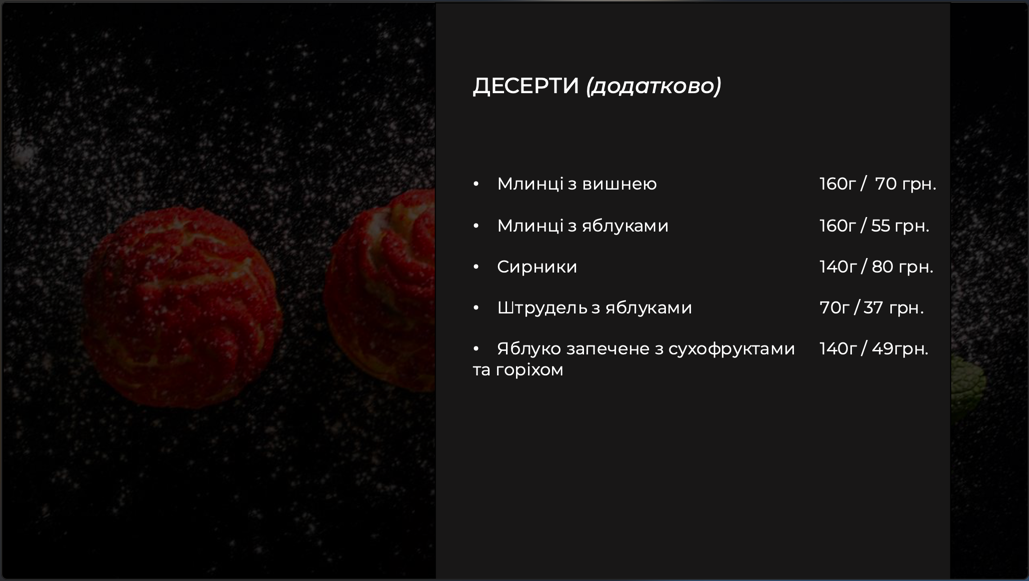 ДЕСЕРТИ (додатково)
• Млинці з вишнею 160г / 70 грн.
• Млинці з яблуками 160г / 55 грн.
• Сирники 140г / 80 грн.
• Штрудель з яблуками 70г / 37 грн.
• Яблуко запечене з сухофруктами 140г / 49грн.
та горіхом